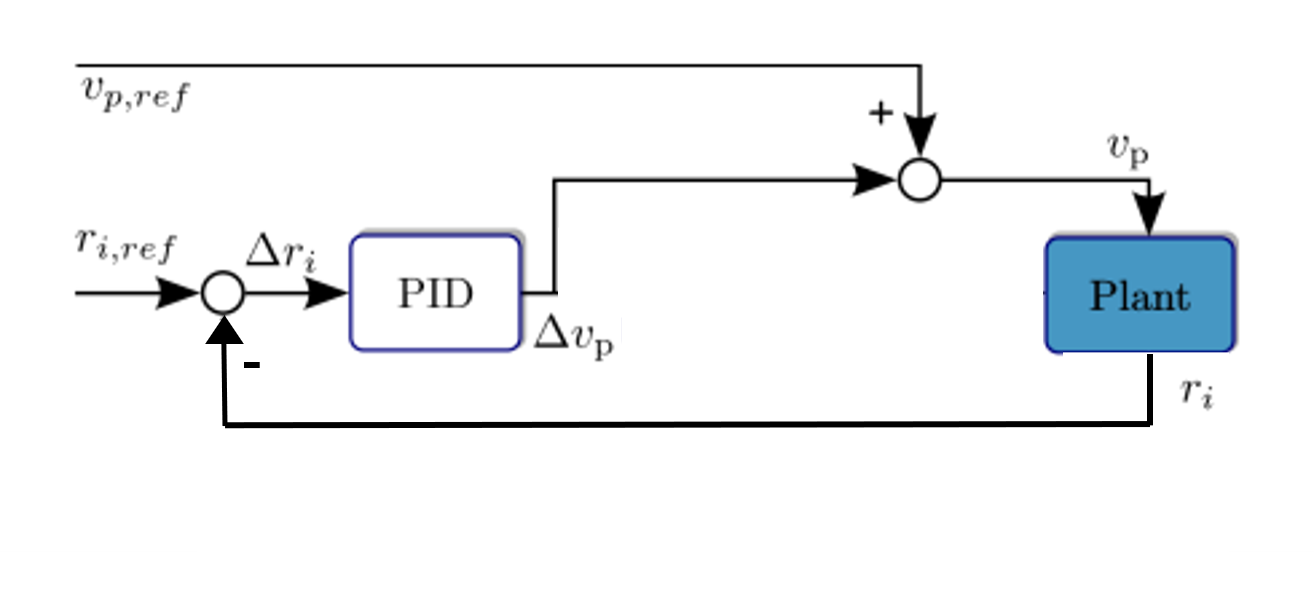 v_{p,ref}
+
v_p
r_{i,ref}
Δr_i
PID
Plant
Δv_p
-
r_i